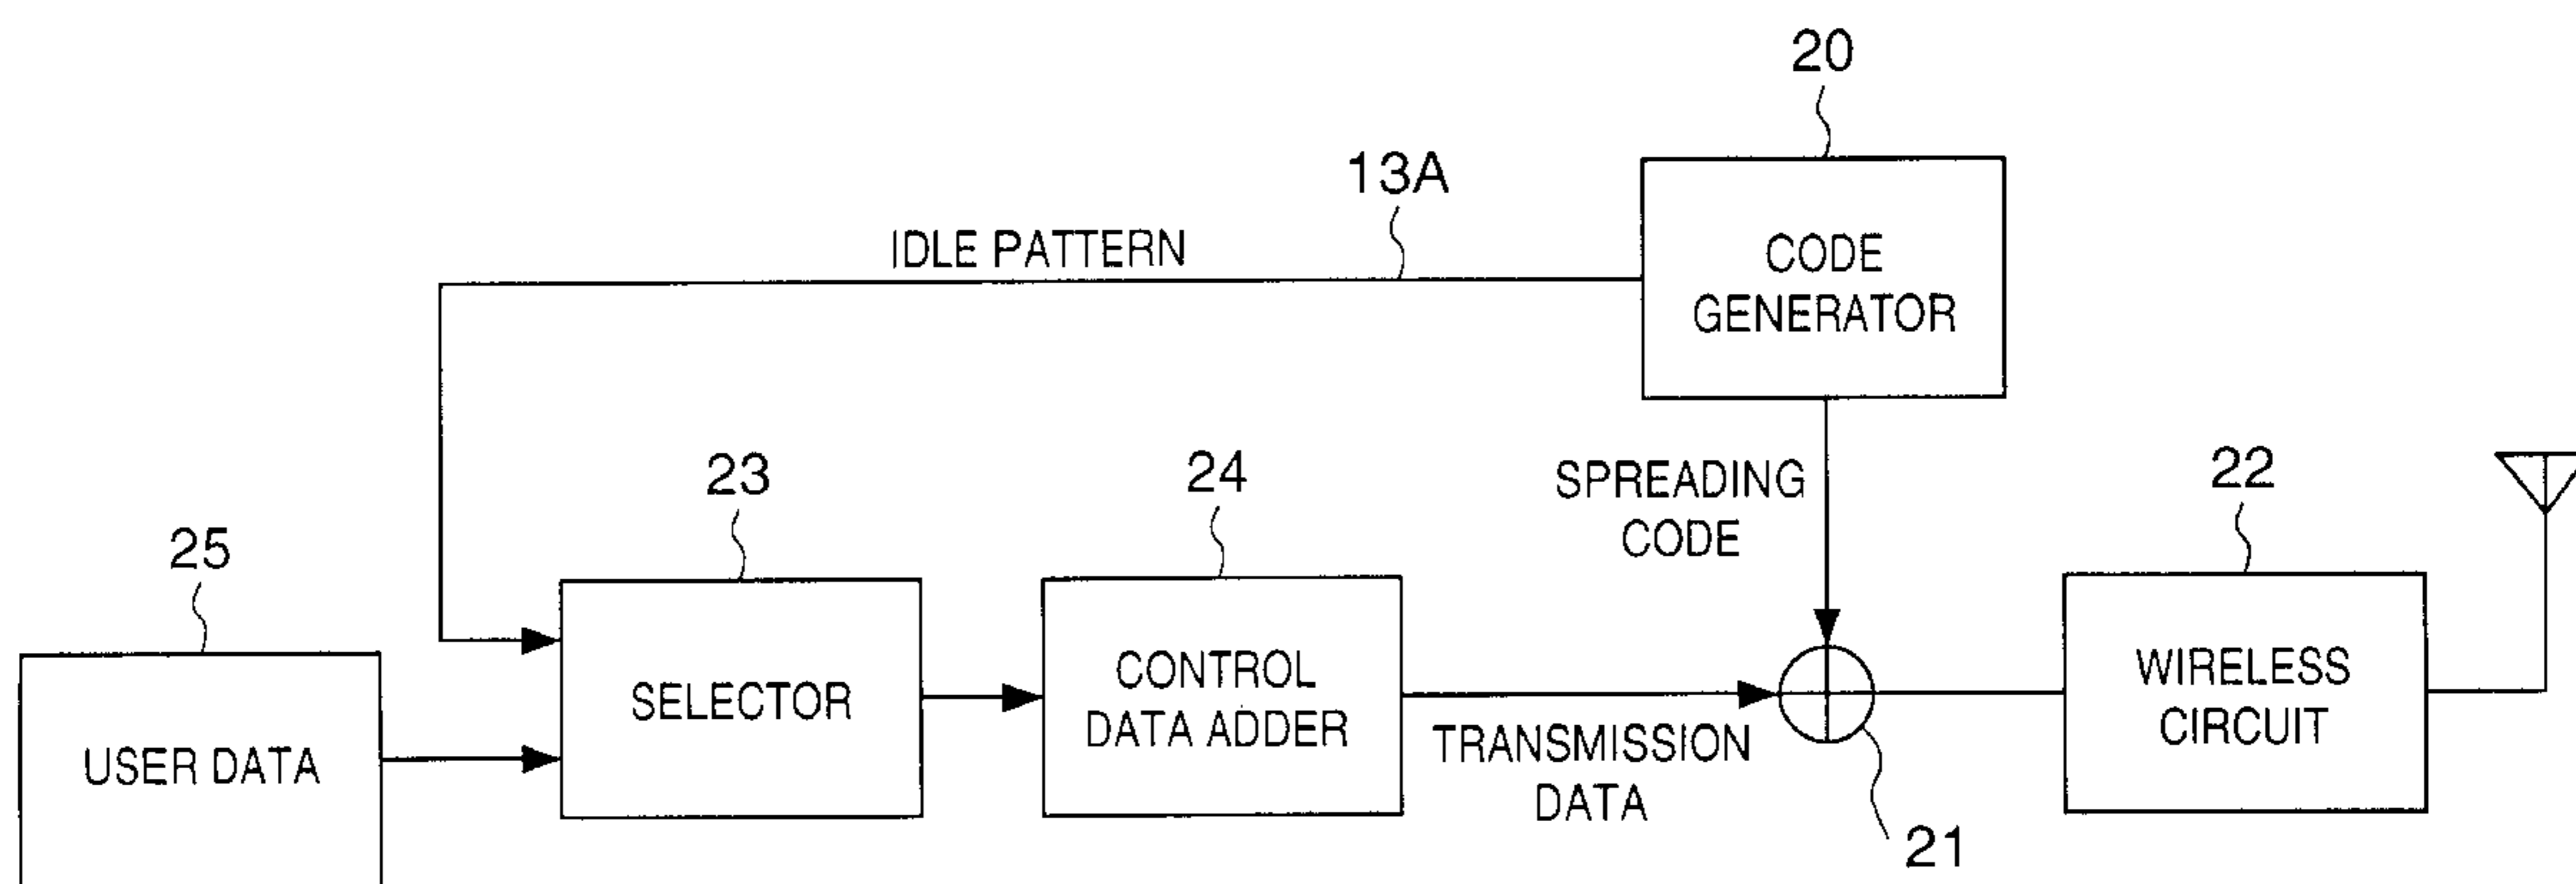 20
13A
IDLE PATTERN
CODE
GENERATOR
23
24
SPREADING
CODE
22
25
SELECTOR
CONTROL
DATA ADDER
WIRELESS
CIRCUIT
USER DATA
TRANSMISSION
DATA
21